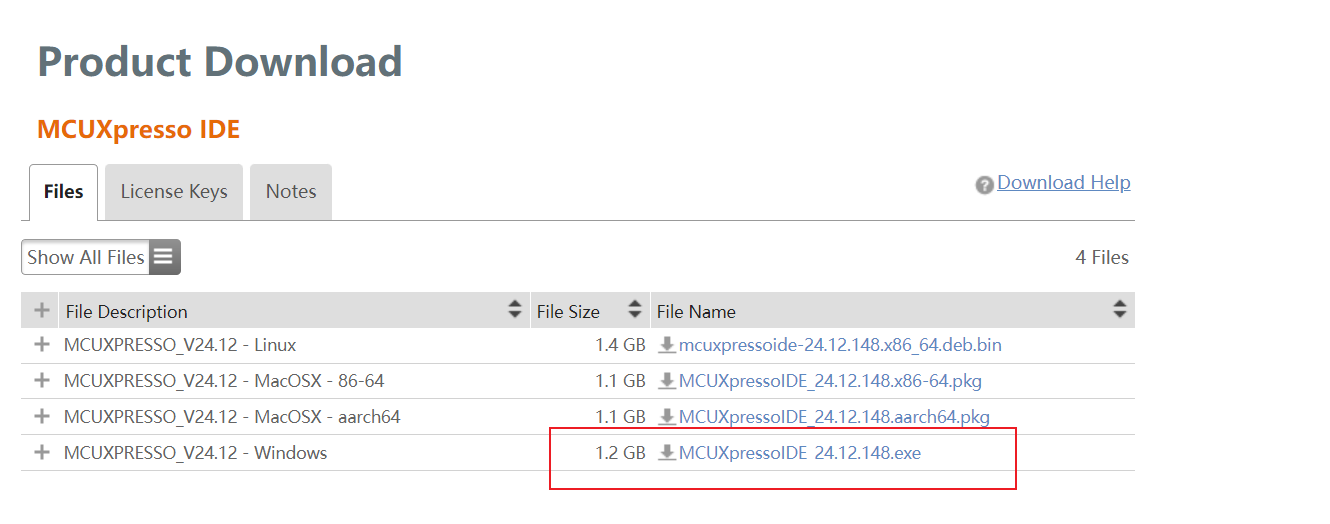 Product Download
MCUXpresso IDE
Files License Keys Notes
? Download Help
Show All Files
4 Files
+ File Description File Size File Name
+ MCUXPRESSO_V24.12 - Linux 1.4 GB mcuxpressoide-24.12.148.x86_64.deb.bin
+ MCUXPRESSO_V24.12 - MacOSX - 86-64 1.1 GB MCUXpressoIDE_24.12.148.x86-64.pkg
+ MCUXPRESSO_V24.12 - MacOSX - aarch64 1.1 GB MCUXpressoIDE_24.12.148.aarch64.pkg
+ MCUXPRESSO_V24.12 - Windows 1.2 GB MCUXpressoIDE 24.12.148.exe